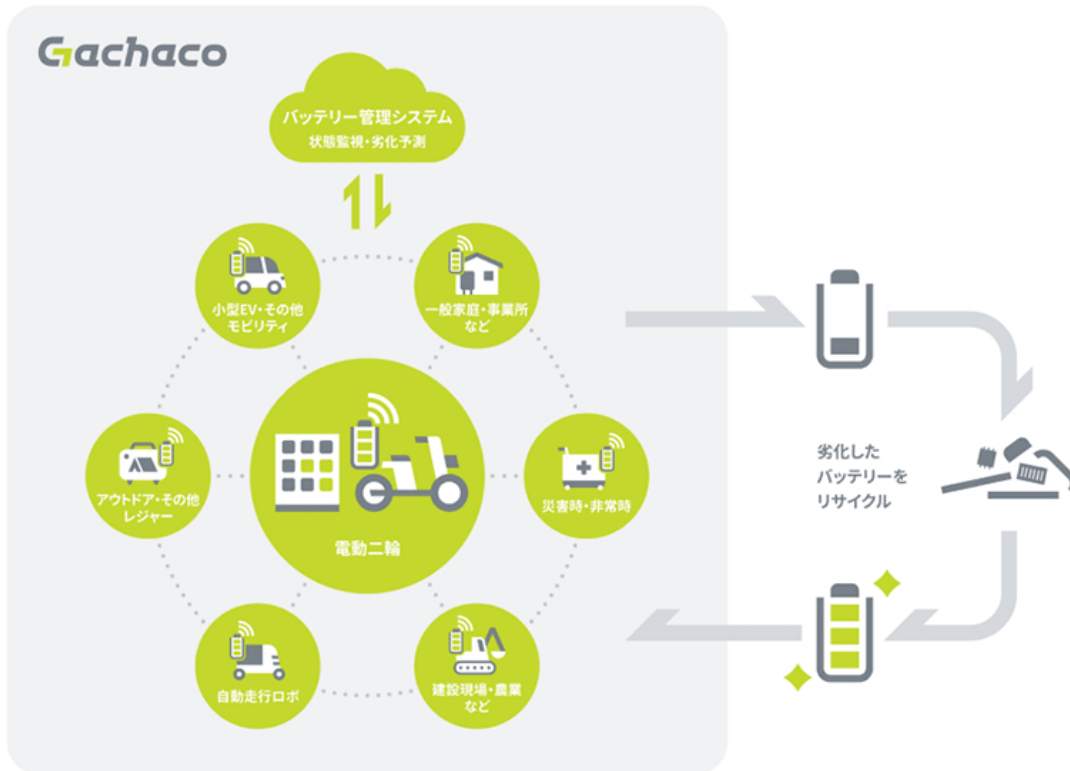 Gachaco
バッテリー管理システム
状態監視・劣化予測
小型EV・その他
モビリティ
一般家庭・事業所
など
アウトドア・その他
レジャー
電動二輪
災害時・非常時
自動走行ロボ
建設現場・農業
など
劣化した
バッテリーを
リサイクル